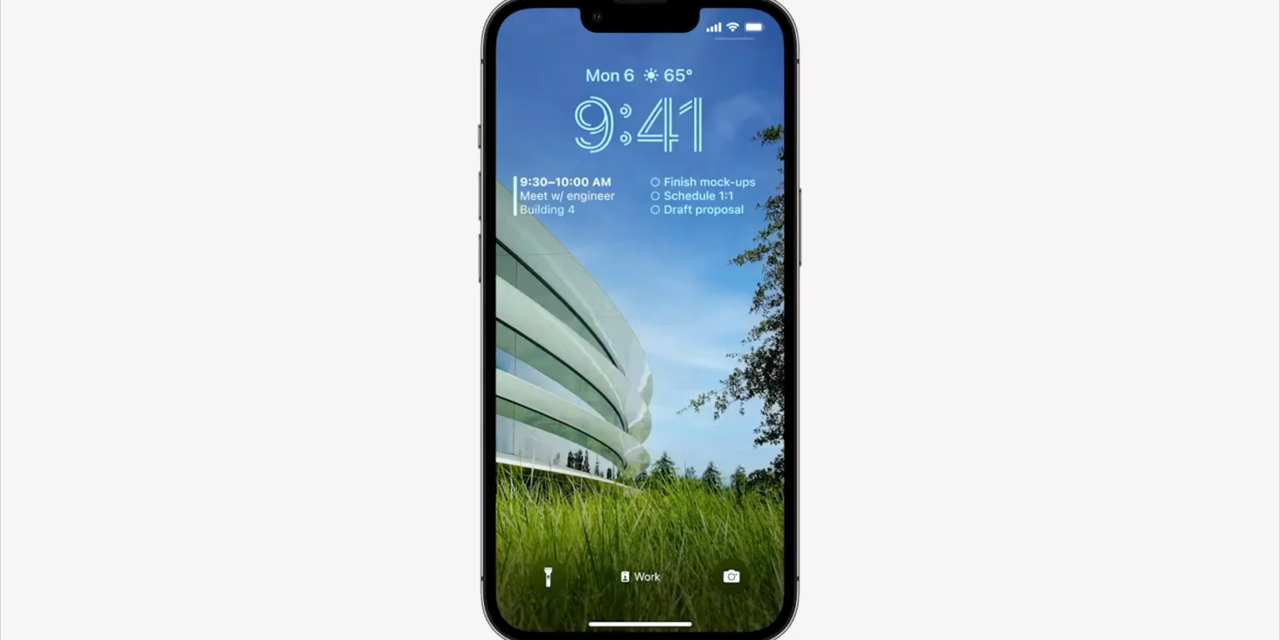 Mon 6 65°
9:41
9:30–10:00 AM
Meet w/ engineer
Building 4
Finish mock-ups
Schedule 1:1
Draft proposal
Work